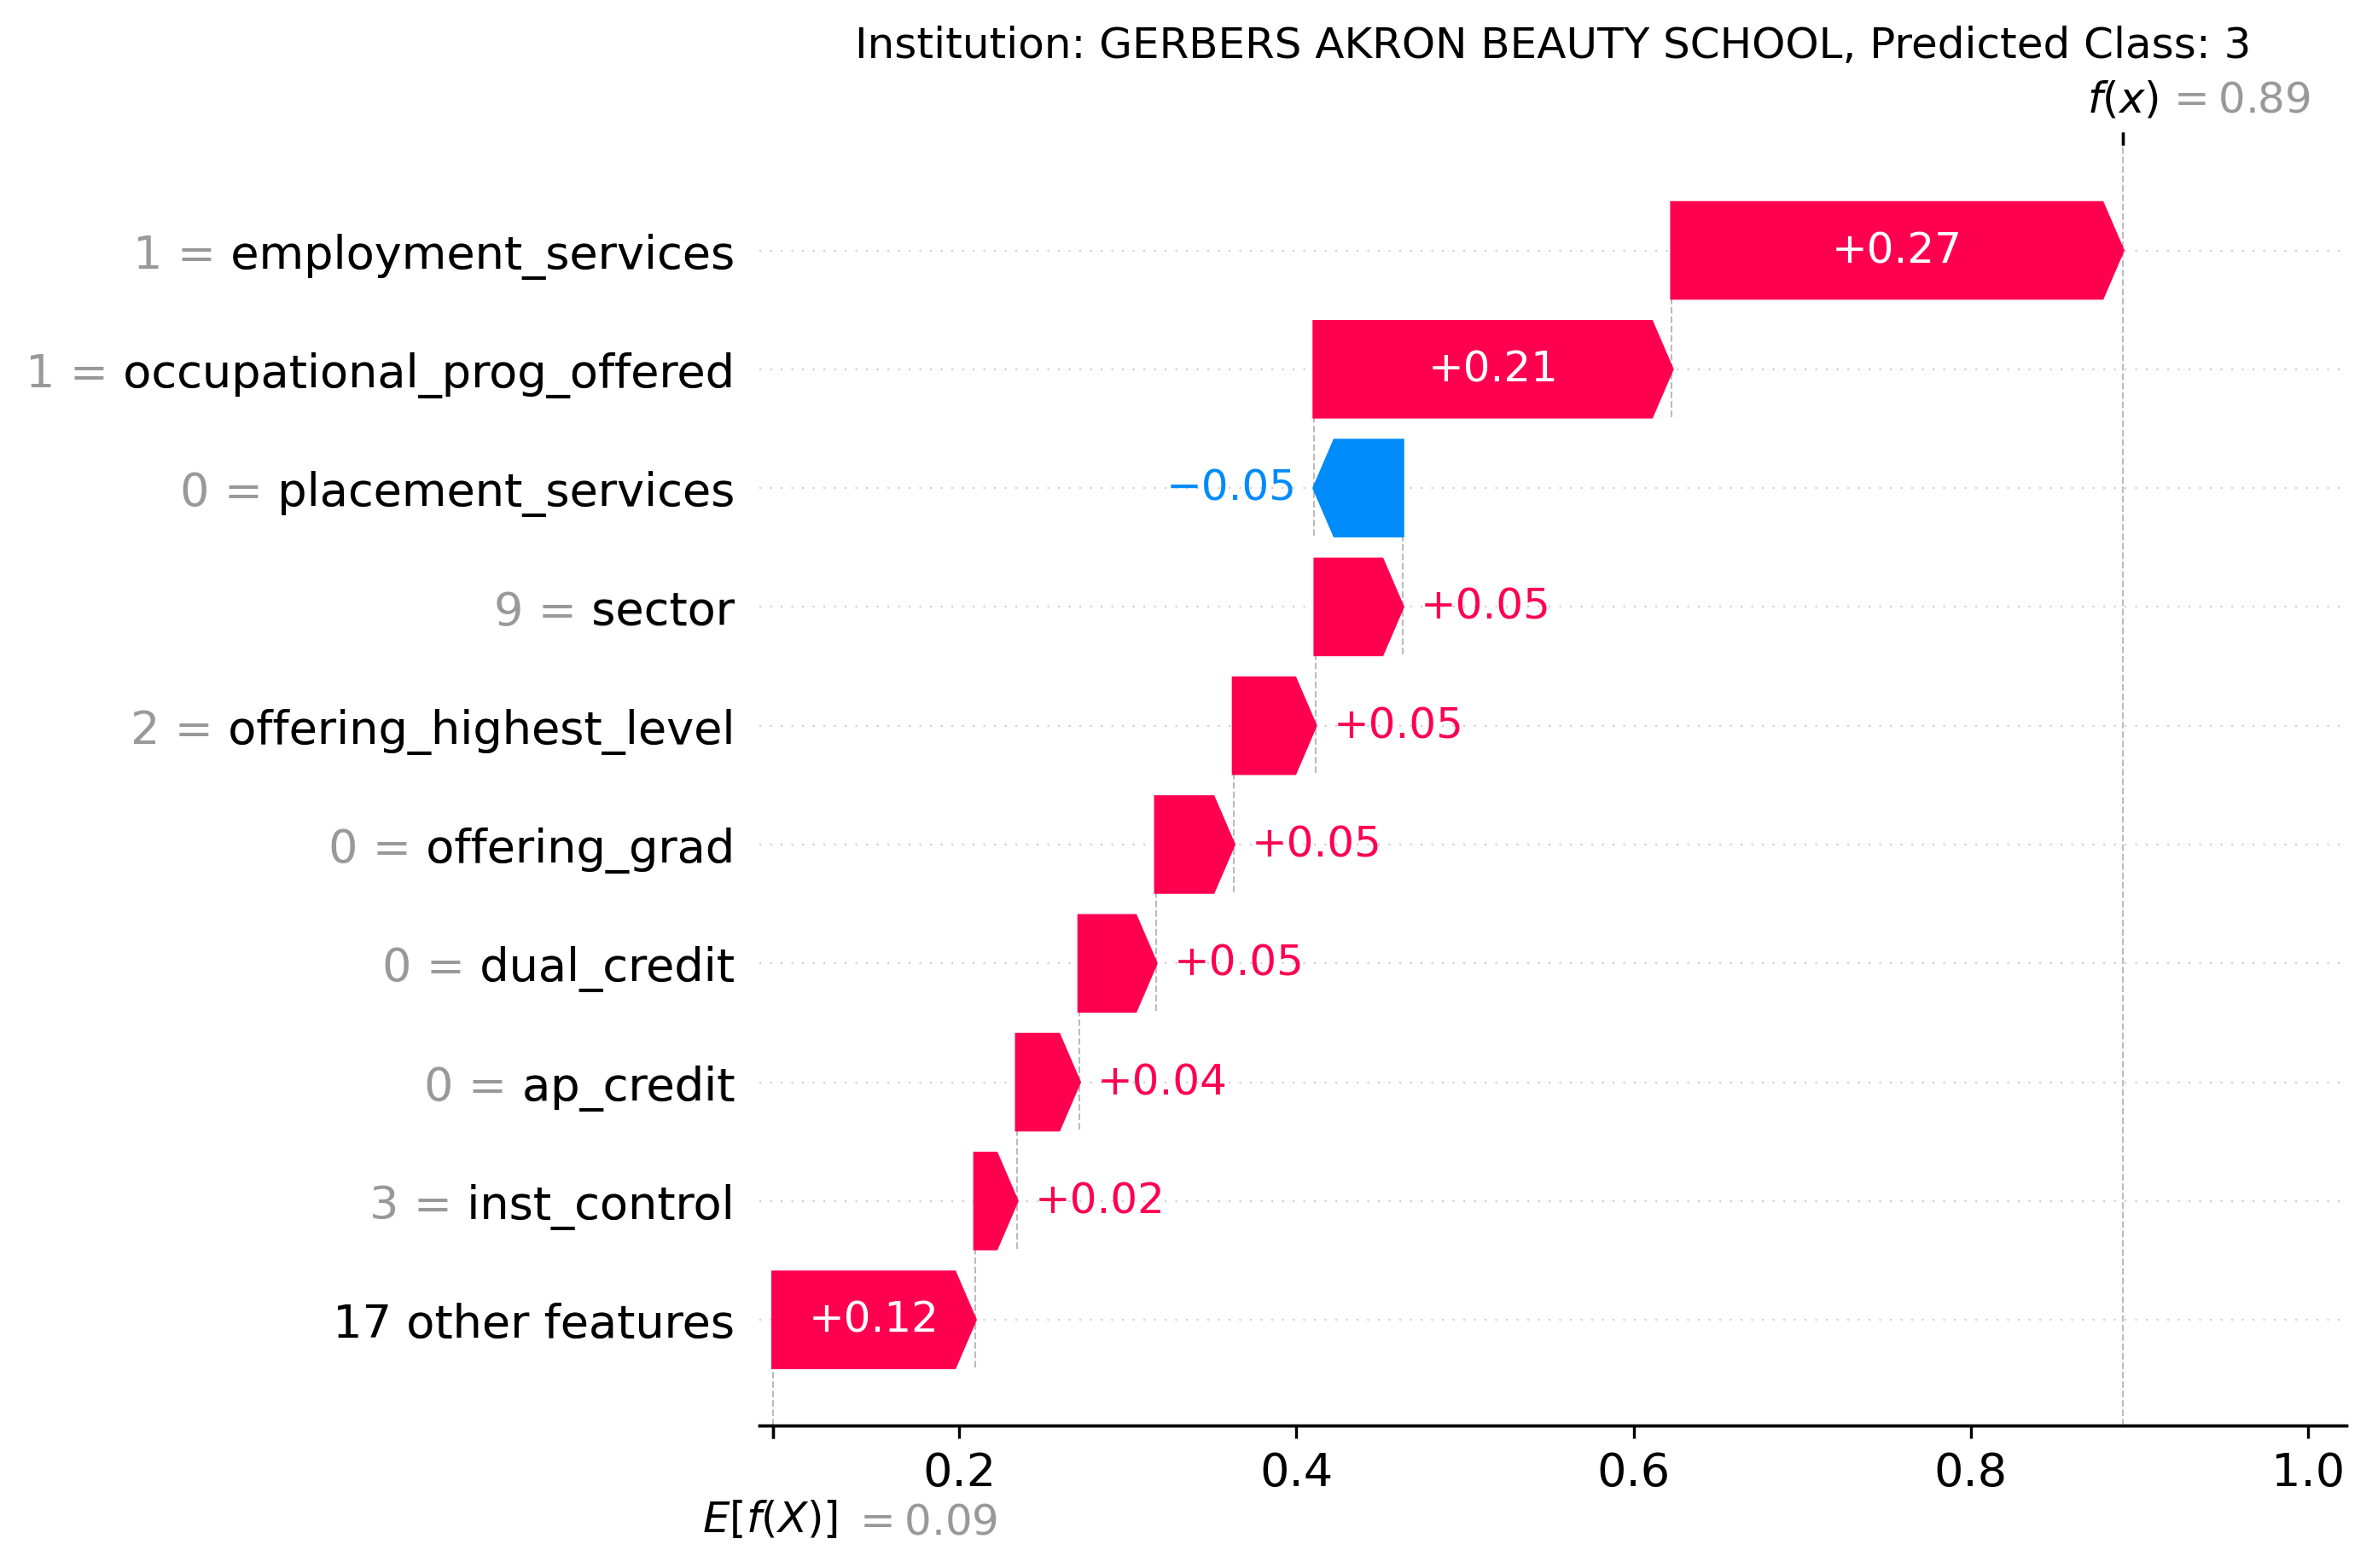 Institution: GERBERS AKRON BEAUTY SCHOOL, Predicted Class: 3
f(x) = 0.89
1 = employment_services +0.27
1 = occupational_prog_offered +0.21
0 = placement_services −0.05
9 = sector +0.05
2 = offering_highest_level +0.05
0 = offering_grad +0.05
0 = dual_credit +0.05
0 = ap_credit +0.04
3 = inst_control +0.02
17 other features +0.12
0.2 0.4 0.6 0.8 1.0
E[f(X)] = 0.09